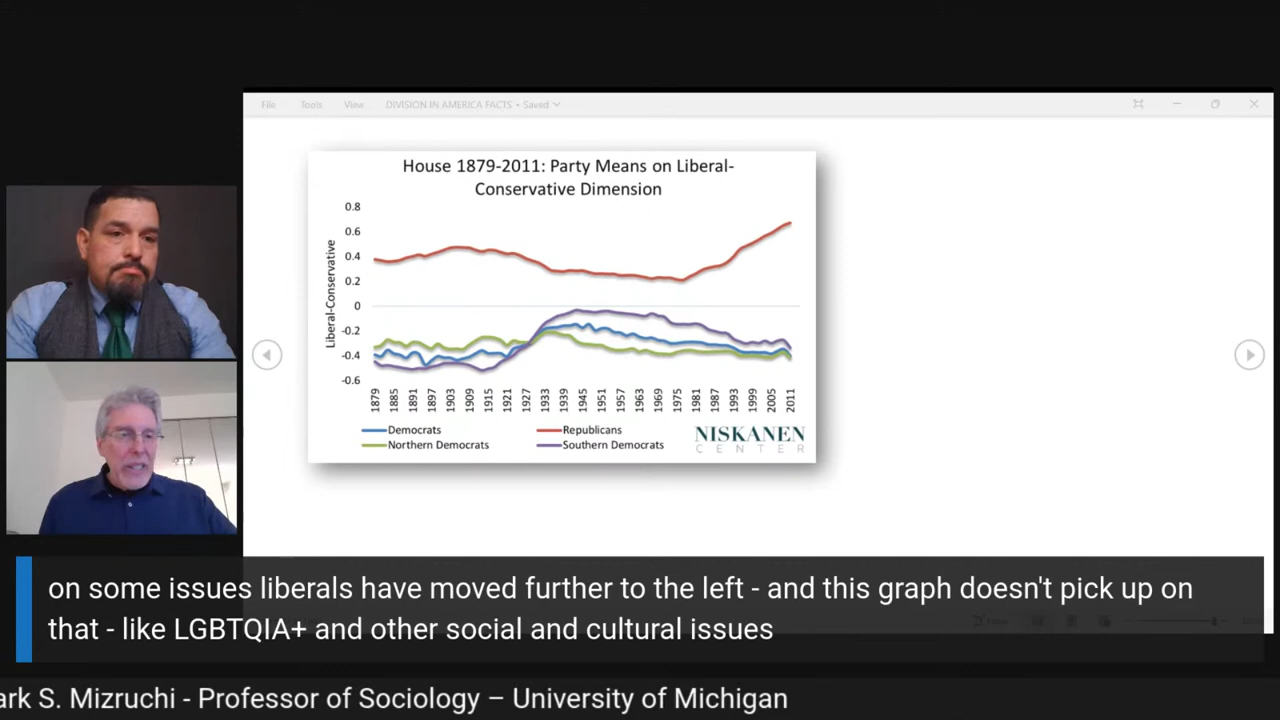 File Tools View DIVISION IN AMERICA FACTS • Saved
House 1879-2011: Party Means on Liberal-
Conservative Dimension
Liberal-Conservative
0.8
0.6
0.4
0.2
0
-0.2
-0.4
-0.6
1879 1885 1891 1897 1903 1909 1915 1921 1927 1933 1939 1945 1951 1957 1963 1969 1975 1981 1987 1993 1999 2005 2011
Democrats Republicans
Northern Democrats Southern Democrats
NISKANEN
CENTER
on some issues liberals have moved further to the left - and this graph doesn't pick up on
that - like LGBTQIA+ and other social and cultural issues
ark S. Mizruchi - Professor of Sociology – University of Michigan